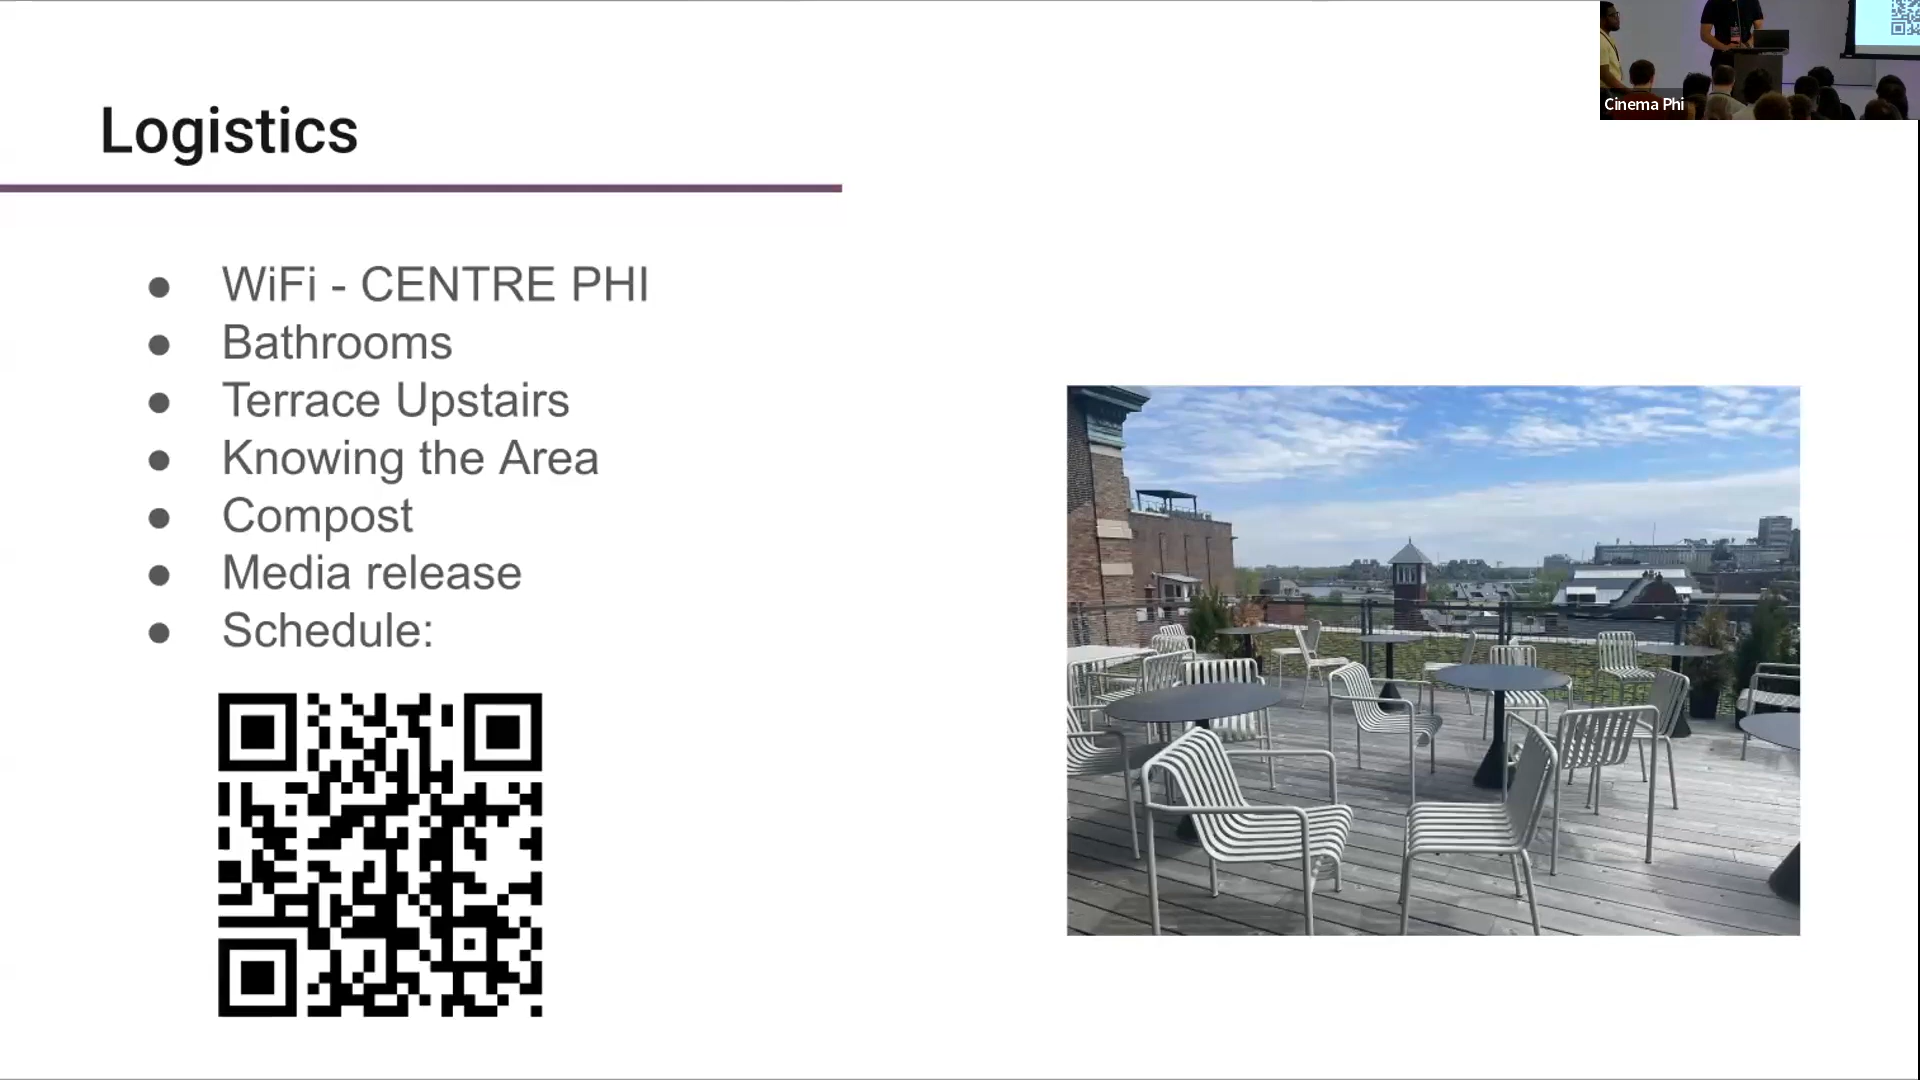 Logistics
WiFi - CENTRE PHI
Bathrooms
Terrace Upstairs
Knowing the Area
Compost
Media release
Schedule:
Cinema Phi